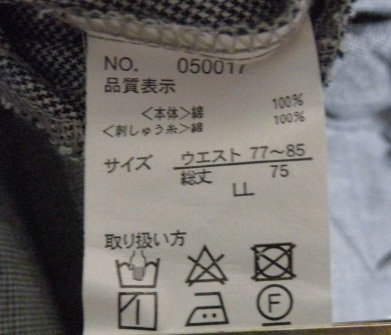 NO. 050017
品質表示
<本体>綿 100%
<刺しゅう糸>綿 100%
サイズ ウエスト 77～85
総丈 75
LL
取り扱い方
F